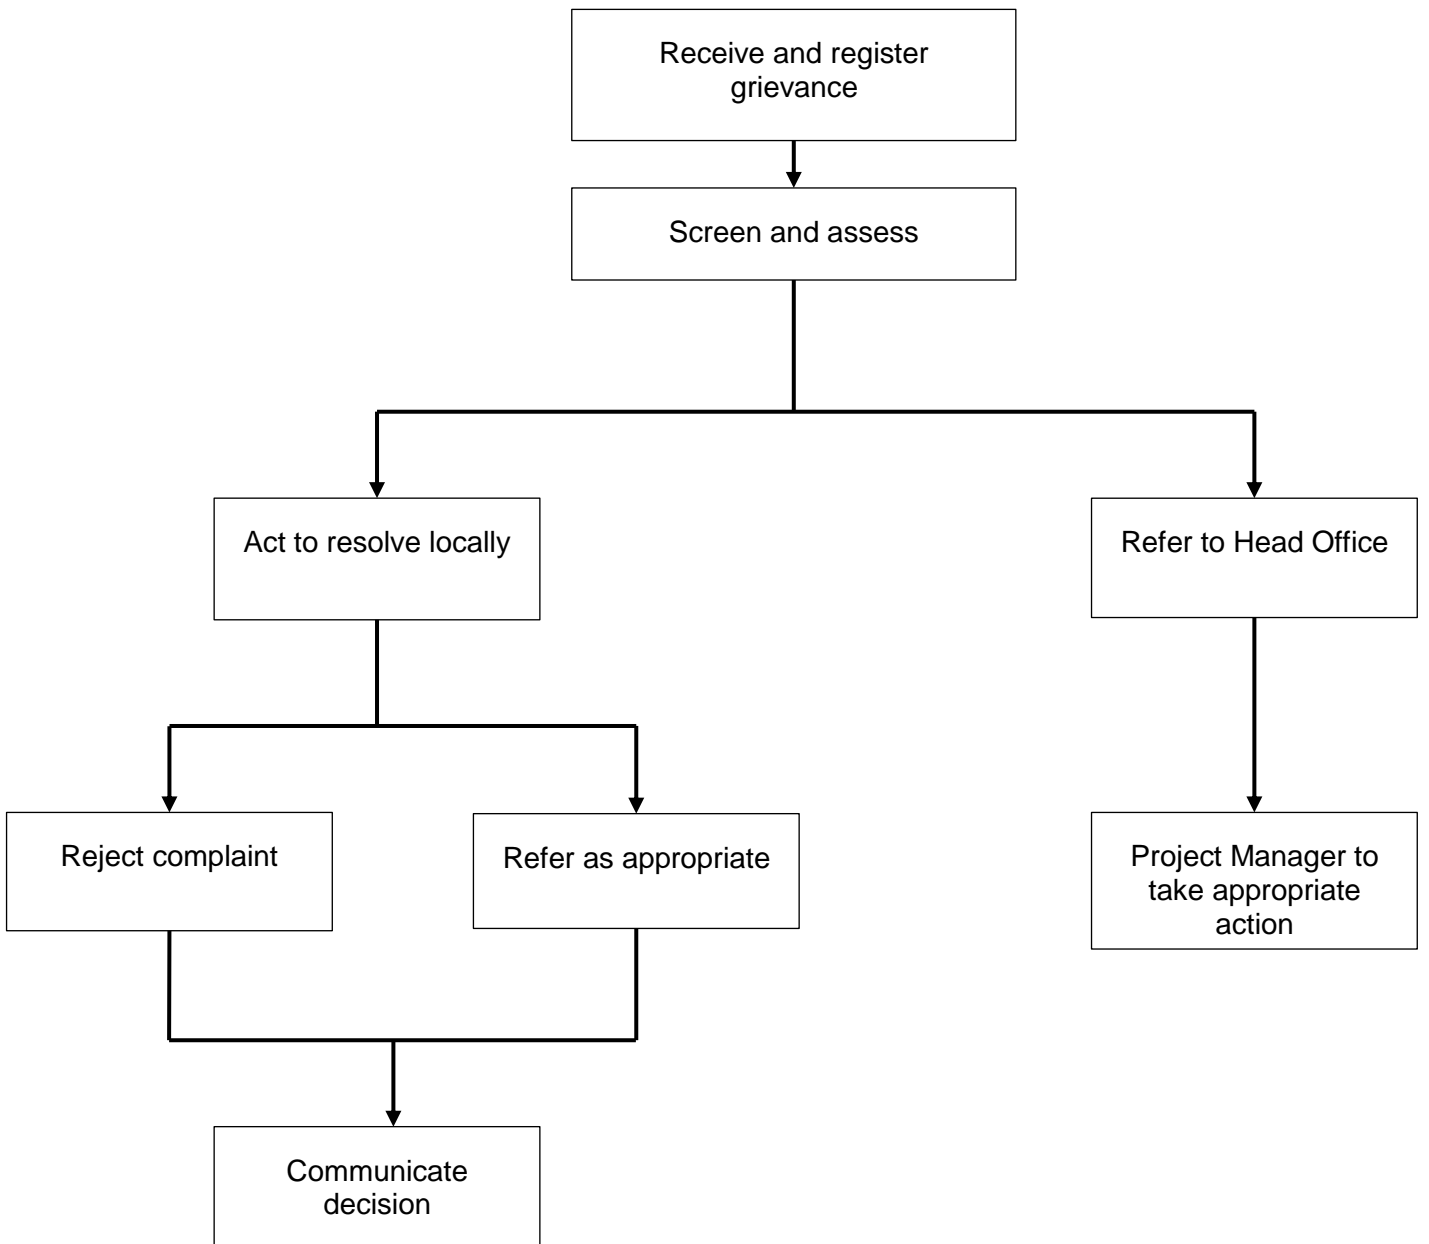 Receive and register
grievance
Screen and assess
Act to resolve locally
Refer to Head Office
Reject complaint
Refer as appropriate
Project Manager to
take appropriate
action
Communicate
decision